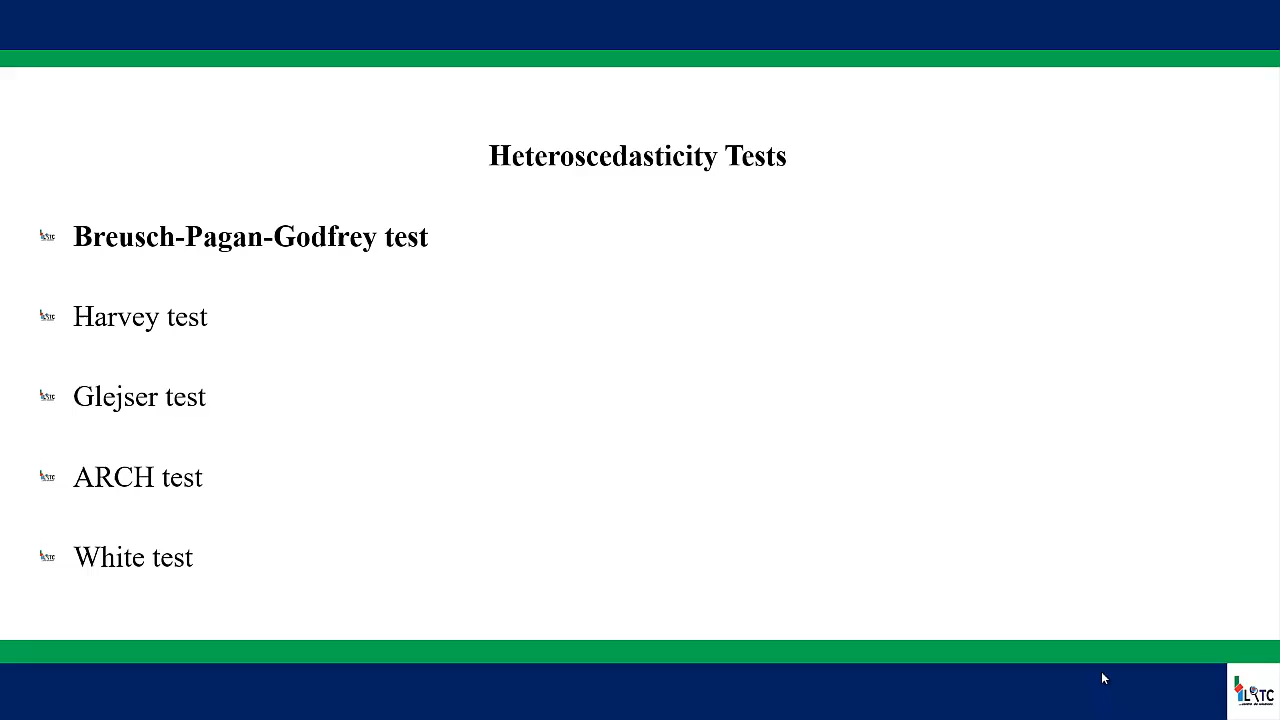 Heteroscedasticity Tests
Breusch-Pagan-Godfrey test
Harvey test
Glejser test
ARCH test
White test